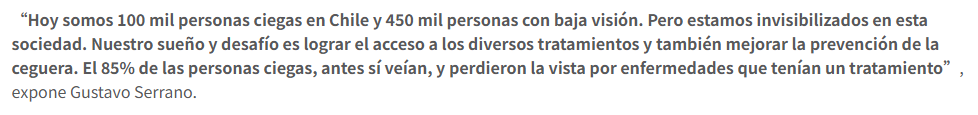 “Hoy somos 100 mil personas ciegas en Chile y 450 mil personas con baja visión. Pero estamos invisibilizados en esta
sociedad. Nuestro sueño y desafío es lograr el acceso a los diversos tratamientos y también mejorar la prevención de la
ceguera. El 85% de las personas ciegas, antes sí veían, y perdieron la vista por enfermedades que tenían un tratamiento” ,
expone Gustavo Serrano.